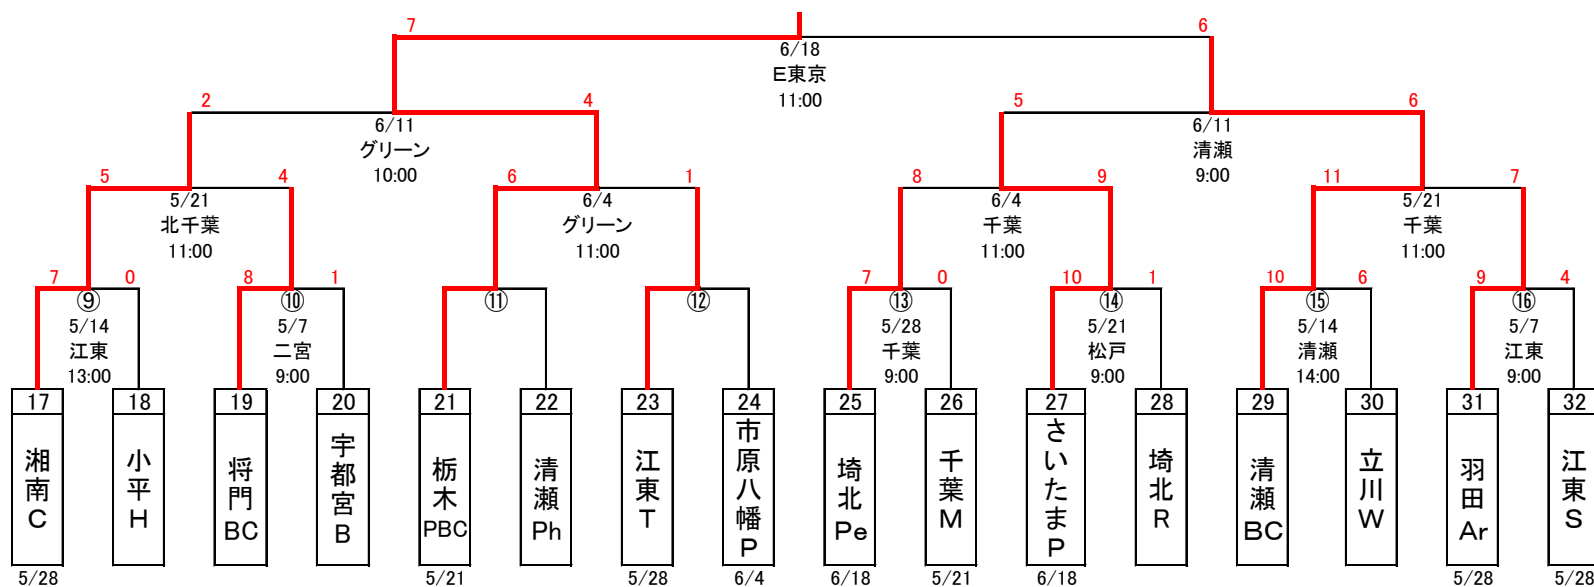 7
6
6/18
E東京
11:00
2
4
5
6
6/11
グリーン
10:00
6/11
清瀬
9:00
5
4
6
1
8
9
11
7
5/21
北千葉
11:00
6/4
グリーン
11:00
6/4
千葉
11:00
5/21
千葉
11:00
7
0
8
1
7
0
10
1
10
6
9
4
⑨
5/14
江東
13:00
⑩
5/7
二宮
9:00
⑪
⑫
⑬
5/28
千葉
9:00
⑭
5/21
松戸
9:00
⑮
5/14
清瀬
14:00
⑯
5/7
江東
9:00
17
湘南C
5/28
18
小平H
19
将門BC
20
宇都宮B
21
栃木PBC
5/21
22
清瀬Ph
23
江東T
5/28
24
市原八幡P
6/4
25
埼北Pe
6/18
26
千葉M
5/21
27
さいたまP
6/18
28
埼北R
29
清瀬BC
30
立川W
31
羽田Ar
5/28
32
江東S
5/28